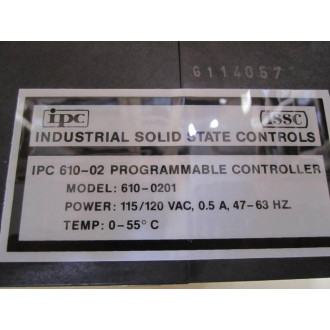 6114057
ipc issc
INDUSTRIAL SOLID STATE CONTROLS
IPC 610-02 PROGRAMMABLE CONTROLLER
MODEL: 610-0201
POWER: 115/120 VAC, 0.5 A, 47-63 HZ.
TEMP: 0-55° C